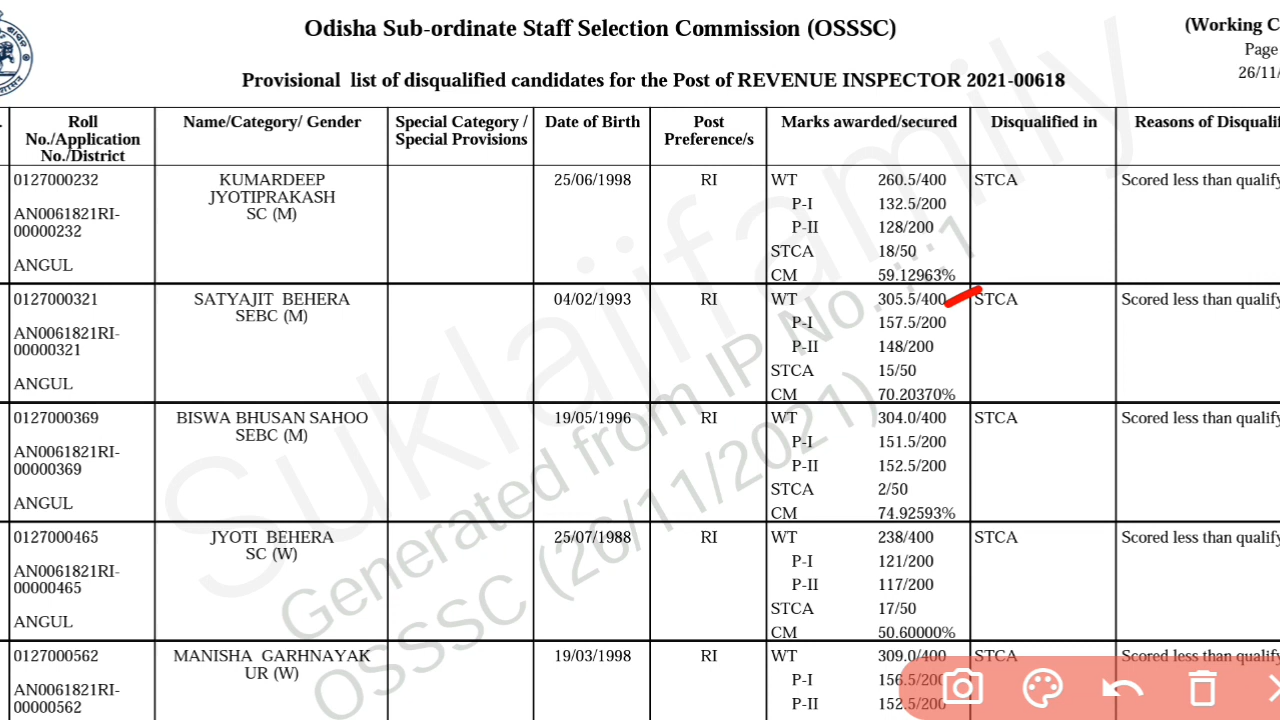 Odisha Sub-ordinate Staff Selection Commission (OSSSC)
(Working C
Page
26/11/
Provisional list of disqualified candidates for the Post of REVENUE INSPECTOR 2021-00618
Roll No./Application No./District
Name/Category/ Gender
Special Category / Special Provisions
Date of Birth
Post Preference/s
Marks awarded/secured
Disqualified in
Reasons of Disqualif
0127000232
AN0061821RI-
00000232
ANGUL
KUMARDEEP
JYOTIPRAKASH
SC (M)
25/06/1998
RI
WT 260.5/400
P-I 132.5/200
P-II 128/200
STCA 18/50
CM 59.12963%
STCA
Scored less than qualify
0127000321
AN0061821RI-
00000321
ANGUL
SATYAJIT BEHERA
SEBC (M)
04/02/1993
RI
WT 305.5/400
P-I 157.5/200
P-II 148/200
STCA 15/50
CM 70.20370%
STCA
Scored less than qualify
0127000369
AN0061821RI-
00000369
ANGUL
BISWA BHUSAN SAHOO
SEBC (M)
19/05/1996
RI
WT 304.0/400
P-I 151.5/200
P-II 152.5/200
STCA 2/50
CM 74.92593%
STCA
Scored less than qualify
0127000465
AN0061821RI-
00000465
ANGUL
JYOTI BEHERA
SC (W)
25/07/1988
RI
WT 238/400
P-I 121/200
P-II 117/200
STCA 17/50
CM 50.60000%
STCA
Scored less than qualify
0127000562
AN0061821RI-
00000562
MANISHA GARHNAYAK
UR (W)
19/03/1998
RI
WT 309.0/400
P-I 156.5/200
P-II 152.5/200
STCA
Scored less than qualify
Suklajifamily
Generated from IP No. ...:1
OSSSC (26/11/2021)